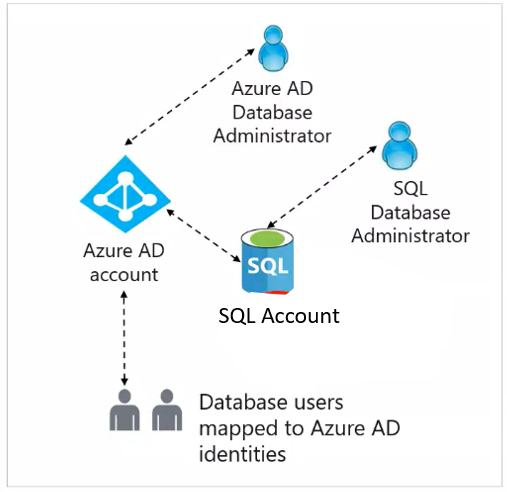 Azure AD
Database
Administrator
SQL
Database
Administrator
Azure AD
account
SQL
SQL Account
Database users
mapped to Azure AD
identities